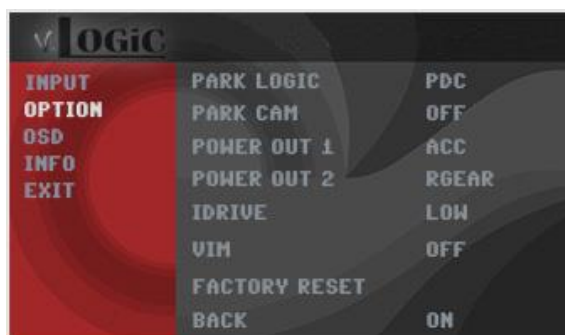 v.LOGiC
INPUT
OPTION
OSD
INFO
EXIT
PARK LOGIC PDC
PARK CAM OFF
POWER OUT 1 ACC
POWER OUT 2 RGEAR
IDRIVE LOW
VIM OFF
FACTORY RESET
BACK ON